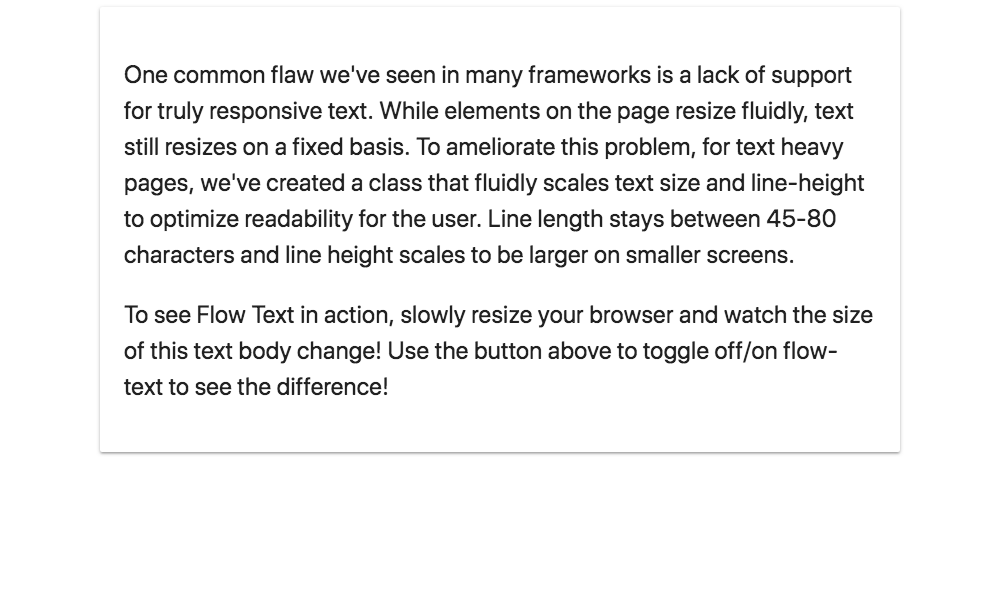 One common flaw we've seen in many frameworks is a lack of support
for truly responsive text. While elements on the page resize fluidly, text
still resizes on a fixed basis. To ameliorate this problem, for text heavy
pages, we've created a class that fluidly scales text size and line-height
to optimize readability for the user. Line length stays between 45-80
characters and line height scales to be larger on smaller screens.
To see Flow Text in action, slowly resize your browser and watch the size
of this text body change! Use the button above to toggle off/on flow-
text to see the difference!